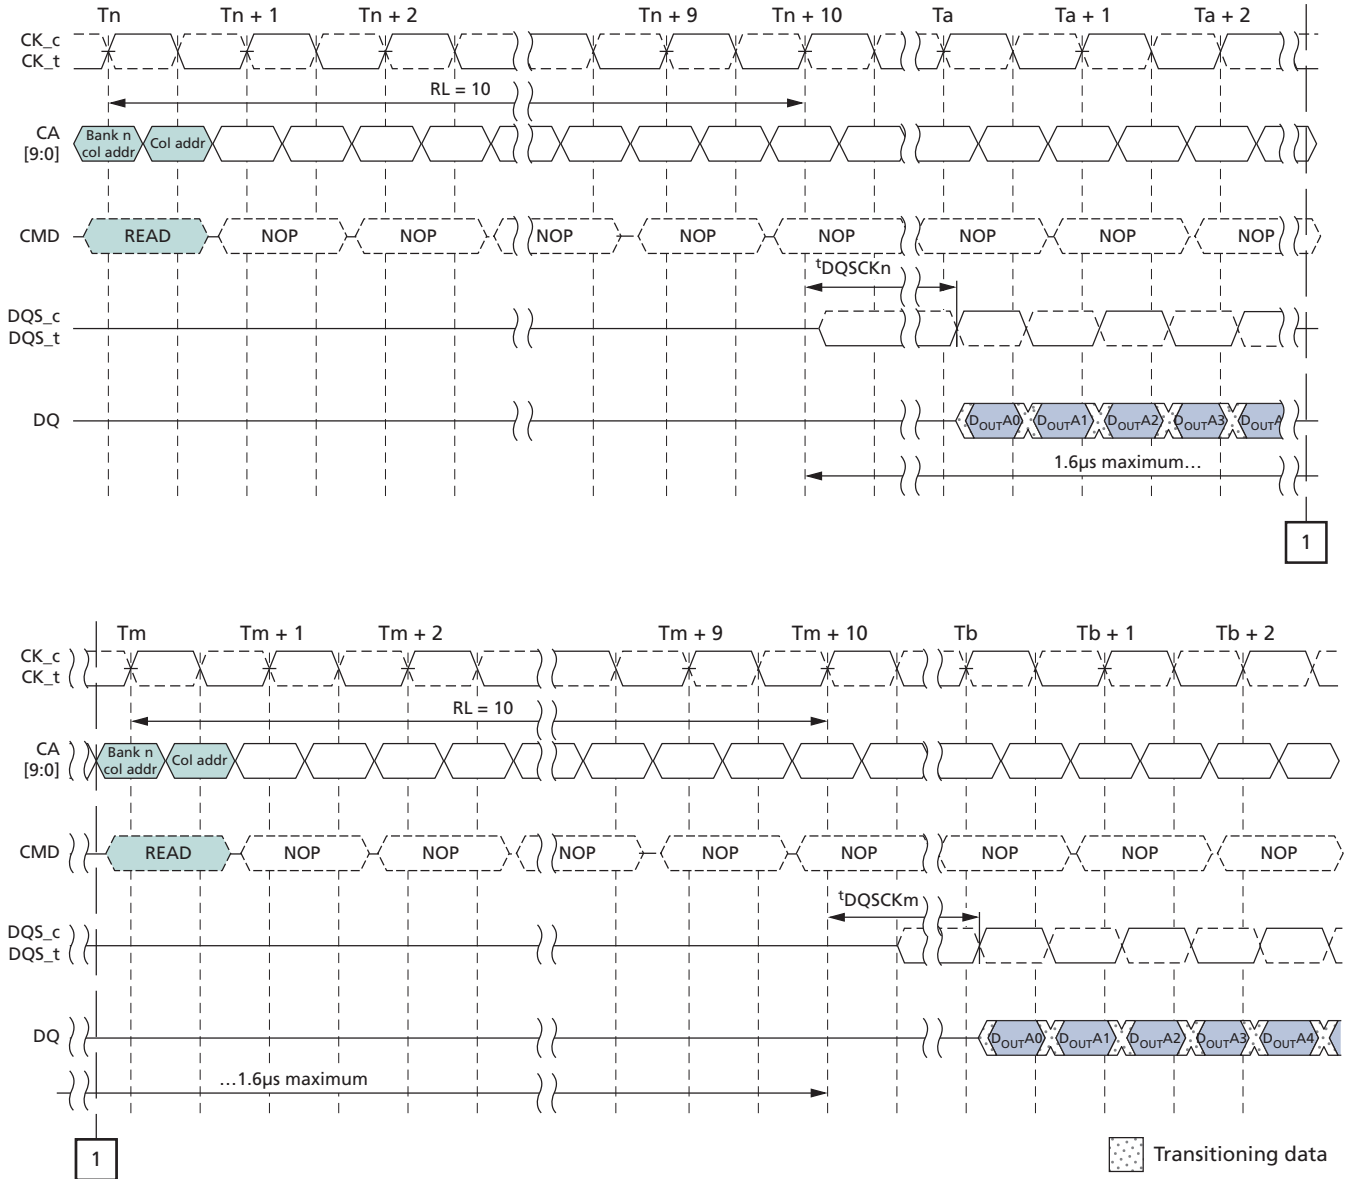 Tn Tn + 1 Tn + 2 Tn + 9 Tn + 10 Ta Ta + 1 Ta + 2
CK_c
CK_t
RL = 10
CA
[9:0]
Bank n
col addr
Col addr
CMD READ NOP NOP NOP NOP NOP NOP NOP NOP
tDQSCKn
DQS_c
DQS_t
DQ DOUTA0 DOUTA1 DOUTA2 DOUTA3 DOUTA
1.6µs maximum…
1
Tm Tm + 1 Tm + 2 Tm + 9 Tm + 10 Tb Tb + 1 Tb + 2
CK_c
CK_t
RL = 10
CA
[9:0]
Bank n
col addr
Col addr
CMD READ NOP NOP NOP NOP NOP NOP NOP NOP
tDQSCKm
DQS_c
DQS_t
DQ DOUTA0 DOUTA1 DOUTA2 DOUTA3 DOUTA4
…1.6µs maximum
1
Transitioning data